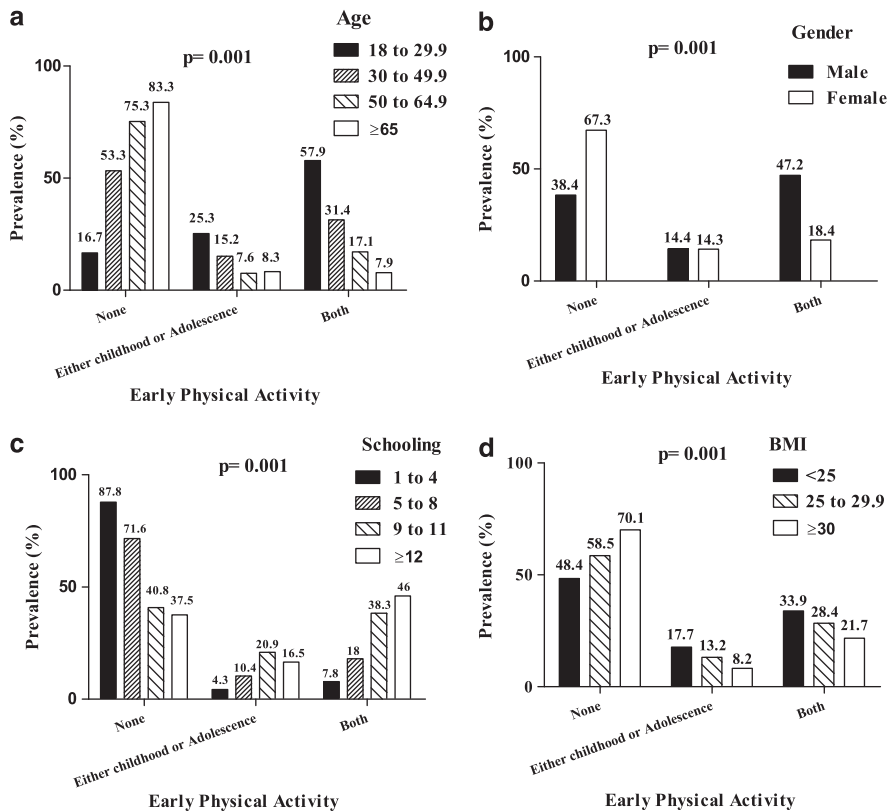 a
Age
18 to 29.9
30 to 49.9
50 to 64.9
≥65
p= 0.001
Prevalence (%)
100
50
0
16.7
53.3
75.3
83.3
25.3
15.2
7.6
8.3
57.9
31.4
17.1
7.9
None
Either childhood or Adolescence
Both
Early Physical Activity
b
Gender
Male
Female
p= 0.001
Prevalence (%)
100
50
0
38.4
67.3
14.4
14.3
47.2
18.4
None
Either childhood or Adolescence
Both
Early Physical Activity
c
Schooling
1 to 4
5 to 8
9 to 11
≥12
p= 0.001
Prevalence (%)
100
50
0
87.8
71.6
40.8
37.5
4.3
10.4
20.9
16.5
7.8
18
38.3
46
None
Either childhood or Adolescence
Both
Early Physical Activity
d
BMI
<25
25 to 29.9
≥30
p= 0.001
Prevalence (%)
100
50
0
48.4
58.5
70.1
17.7
13.2
8.2
33.9
28.4
21.7
None
Either childhood or Adolescence
Both
Early Physical Activity